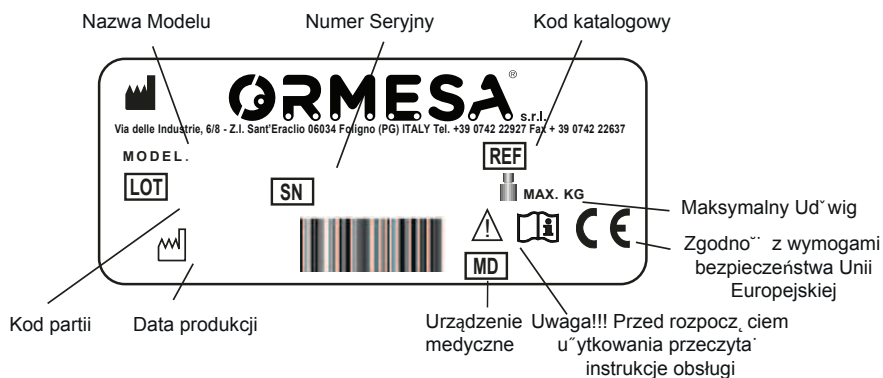 Nazwa Modelu
Numer Seryjny
Kod katalogowy
ORMESA® s.r.l.
Via delle Industrie, 6/8 - Z.I. Sant'Eraclio 06034 Foligno (PG) ITALY Tel. +39 0742 22927 Fax + 39 0742 22637
MODEL.
REF
LOT
SN
MAX. KG
Maksymalny Udˇwig
CE
Zgodno˝˙ z wymogami
bezpieczeństwa Unii
Europejskiej
MD
Kod partii
Data produkcji
Urządzenie
medyczne
Uwaga!!! Przed rozpocz˛ciem
u˝ytkowania przeczyta˙
instrukcje obsługi